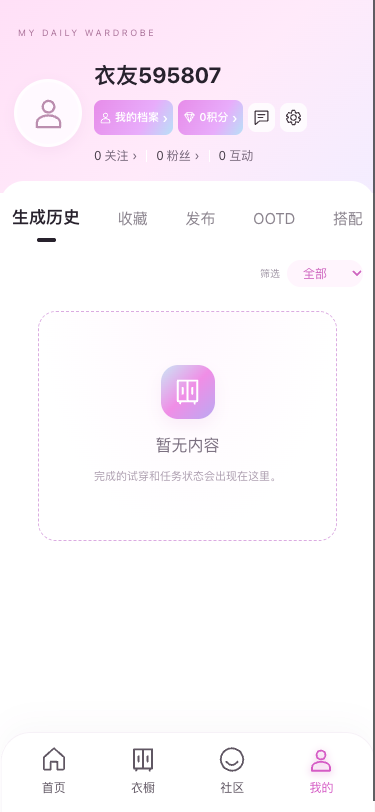 MY DAILY WARDROBE
衣友595807
我的档案 ›
0积分 ›
0 关注 ›
0 粉丝 ›
0 互动
生成历史
收藏
发布
OOTD
搭配
筛选
全部
暂无内容
完成的试穿和任务状态会出现在这里。
首页
衣橱
社区
我的